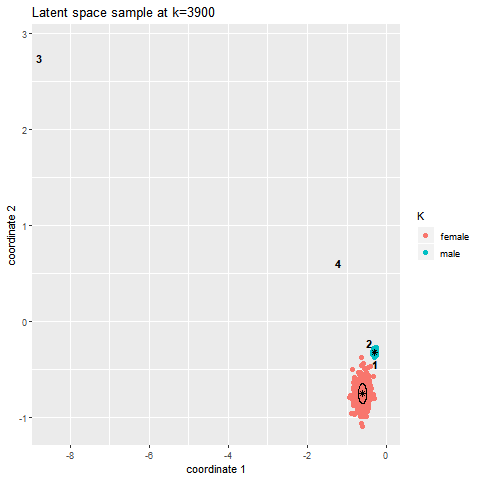 Latent space sample at k=3900
3
2
1
0
-1
coordinate 2
3
4
2
1
-8
-6
-4
-2
0
coordinate 1
K
female
male